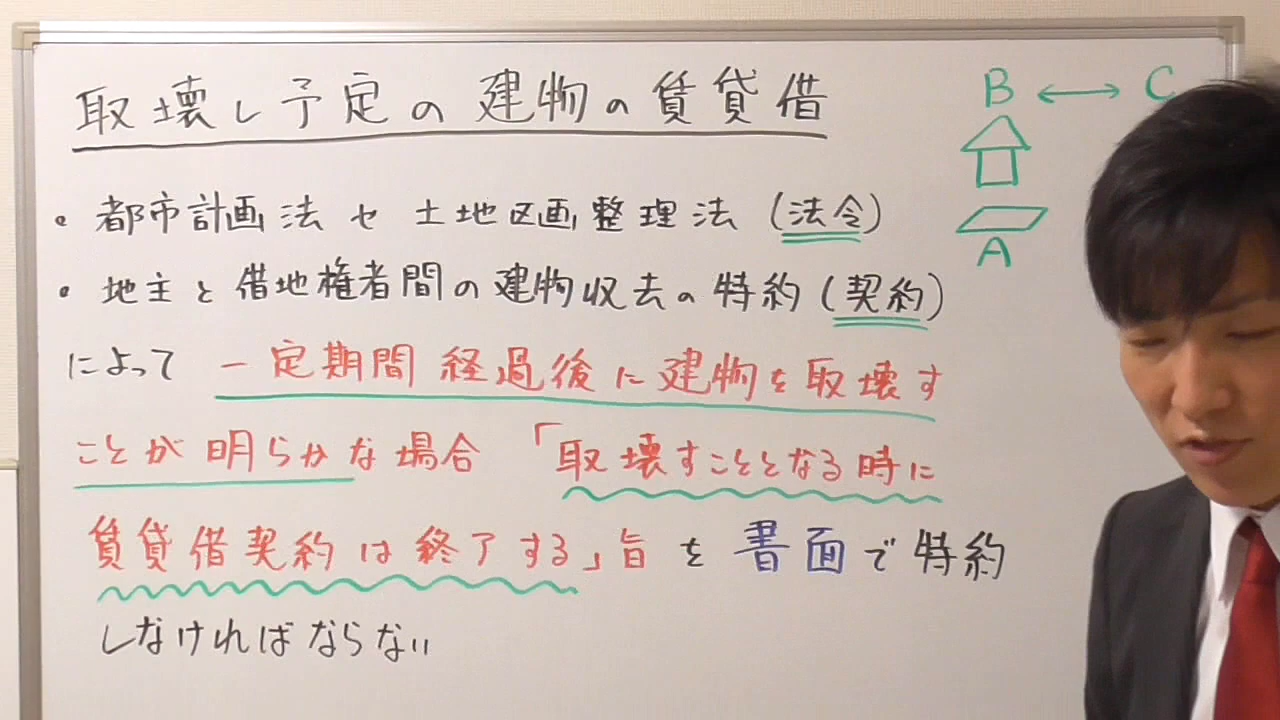 取壊し予定の建物の賃貸借
・都市計画法や土地区画整理法(法令)
・地主と借地権者間の建物収去の特約(契約)
によって 一定期間経過後に建物を取壊す
ことが明らかな場合「取壊すこととなる時に
賃貸借契約は終了する」旨を書面で特約
しなければならない
B ↔ C
A